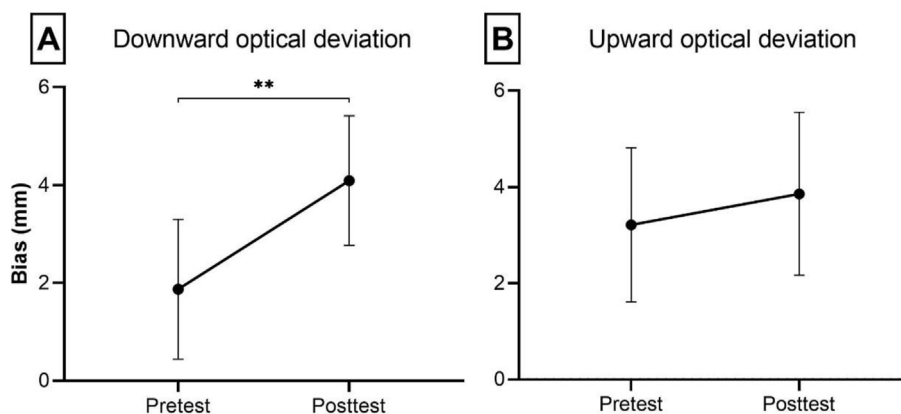 A Downward optical deviation
**
Bias (mm)
6
4
2
0
Pretest Posttest
B Upward optical deviation
6
4
2
0
Pretest Posttest